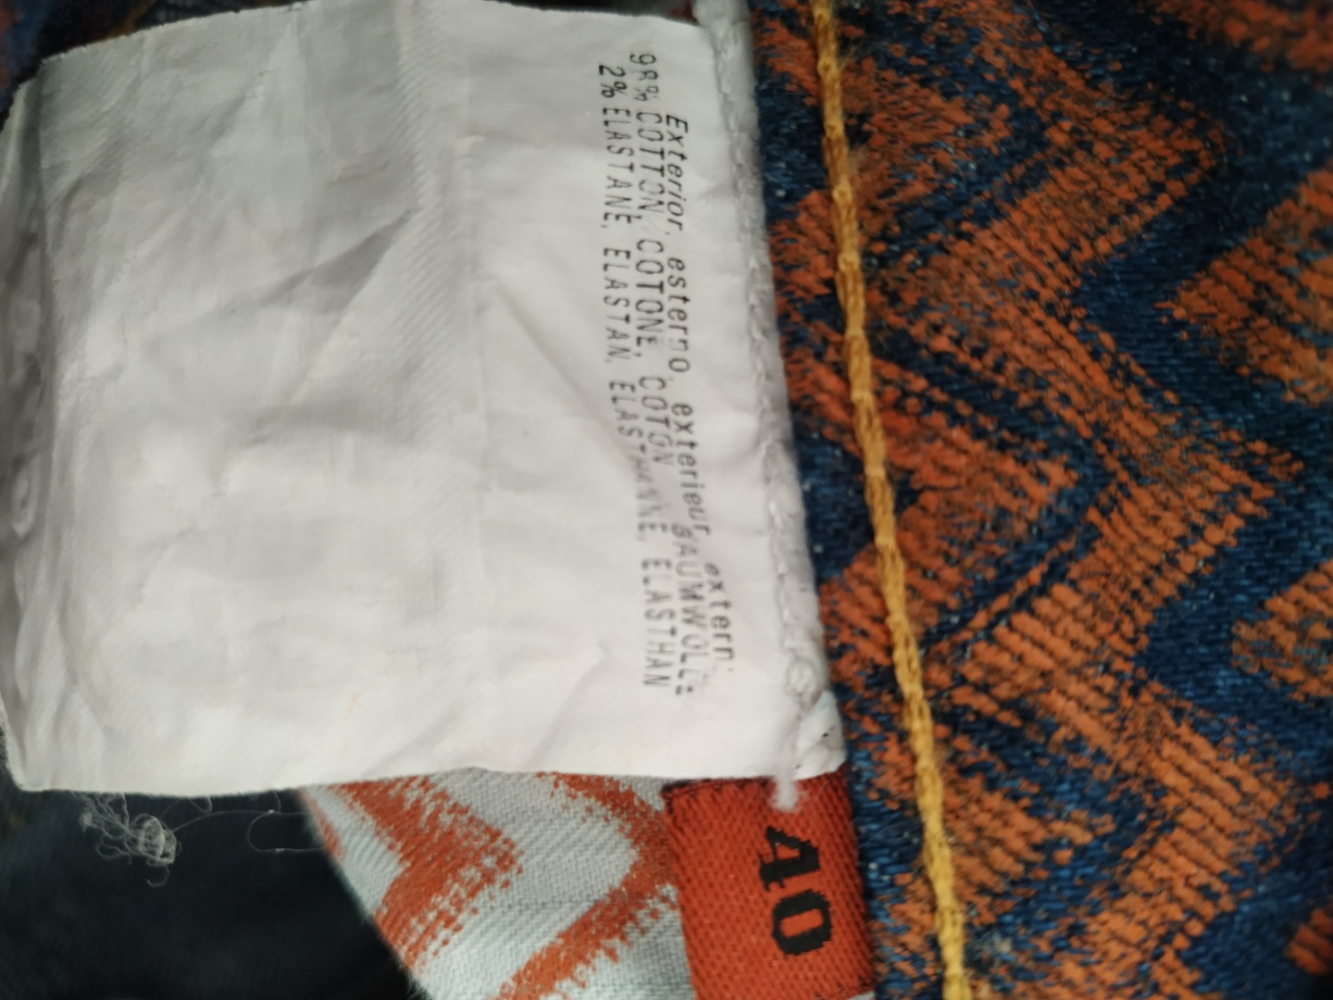 Exterior, esterno, exterieur, extern:
98% COTTON, COTONE, COTON, BAUMWOLLE
2% ELASTANE, ELASTAN, ELASTHANNE, ELASTHAN
40